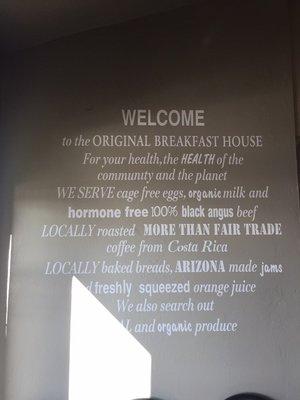 WELCOME
to the ORIGINAL BREAKFAST HOUSE
For your health,the HEALTH of the
community and the planet
WE SERVE cage free eggs, organic milk and
hormone free 100% black angus beef
LOCALLY roasted MORE THAN FAIR TRADE
coffee from Costa Rica
LOCALLY baked breads, ARIZONA made jams
freshly squeezed orange juice
We also search out
and organic produce